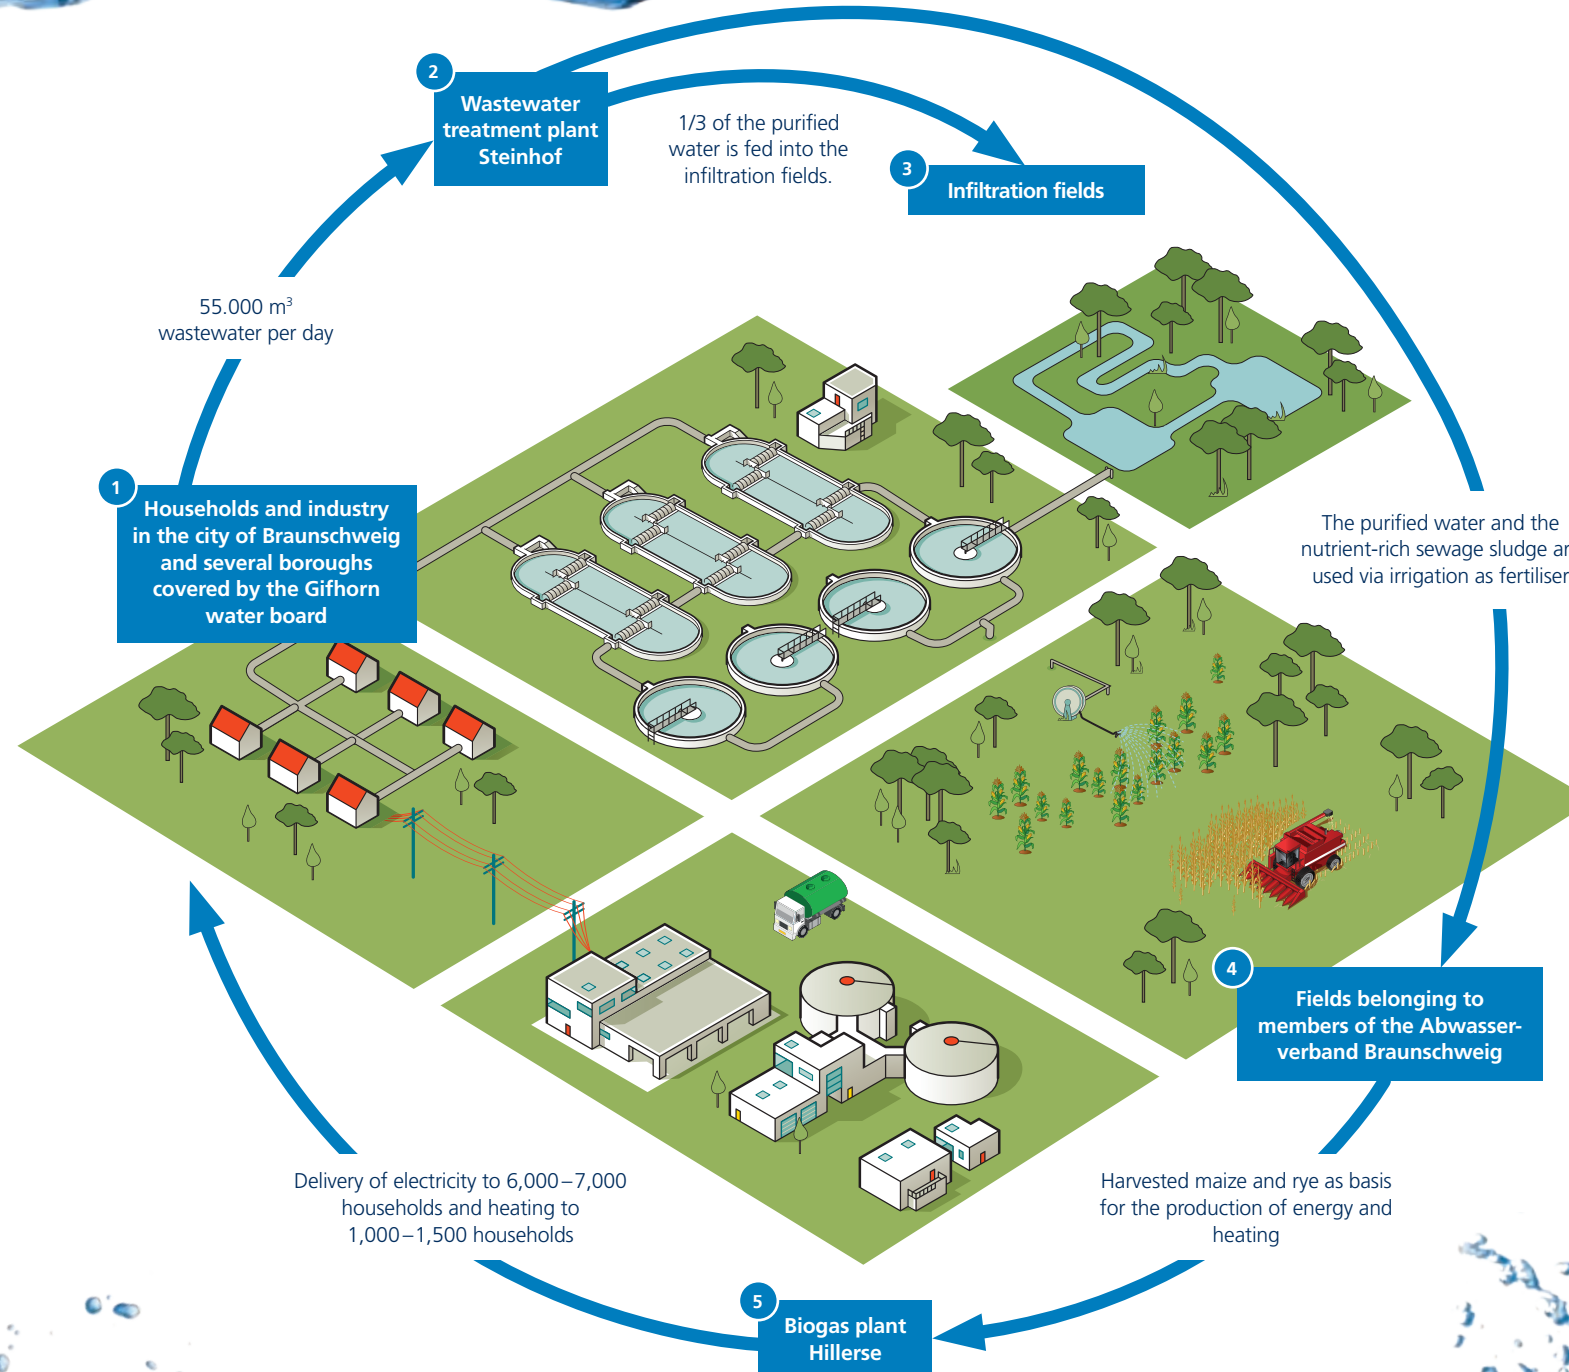 2
Wastewater
treatment plant
Steinhof
1/3 of the purified
water is fed into the
infiltration fields.
3
Infiltration fields
55.000 m³
wastewater per day
1
Households and industry
in the city of Braunschweig
and several boroughs
covered by the Gifhorn
water board
The purified water and the
nutrient-rich sewage sludge
used via irrigation as fertiliser
4
Fields belonging to
members of the Abwasser-
verband Braunschweig
Delivery of electricity to 6,000–7,000
households and heating to
1,000–1,500 households
Harvested maize and rye as basis
for the production of energy and
heating
5
Biogas plant
Hillerse